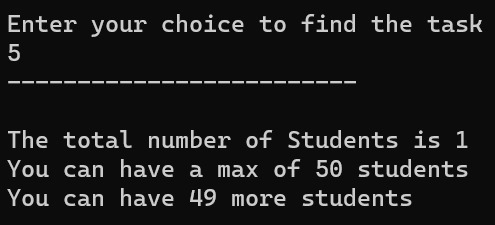 Enter your choice to find the task
5
-------------------------
The total number of Students is 1
You can have a max of 50 students
You can have 49 more students